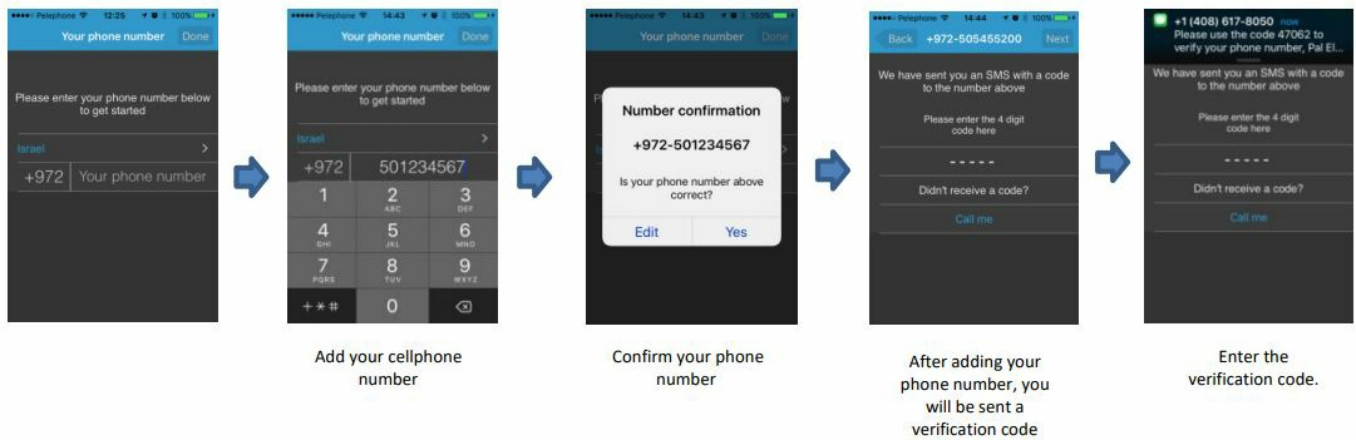 Pelephone 12:25 100%
Your phone number Done
Please enter your phone number below
to get started
Israel
+972 Your phone number
Pelephone 14:43 100%
Your phone number Done
Please enter your phone number below
to get started
Israel
+972 501234567
1 2 3
ABC DEF
4 5 6
GHI JKL MNO
7 8 9
PQRS TUV WXYZ
+*# 0
Add your cellphone
number
Pelephone 14:43 100%
Your phone number Done
Number confirmation
+972-501234567
Is your phone number above
correct?
Edit Yes
Confirm your phone
number
Pelephone 14:44 100%
Back +972-505455200 Next
We have sent you an SMS with a code
to the number above
Please enter the 4 digit
code here
- - - - -
Didn't receive a code?
Call me
After adding your
phone number, you
will be sent a
verification code
+1 (408) 617-8050 now
Please use the code 47062 to
verify your phone number, Pal El...
We have sent you an SMS with a code
to the number above
Please enter the 4 digit
code here
- - - - -
Didn't receive a code?
Call me
Enter the
verification code.